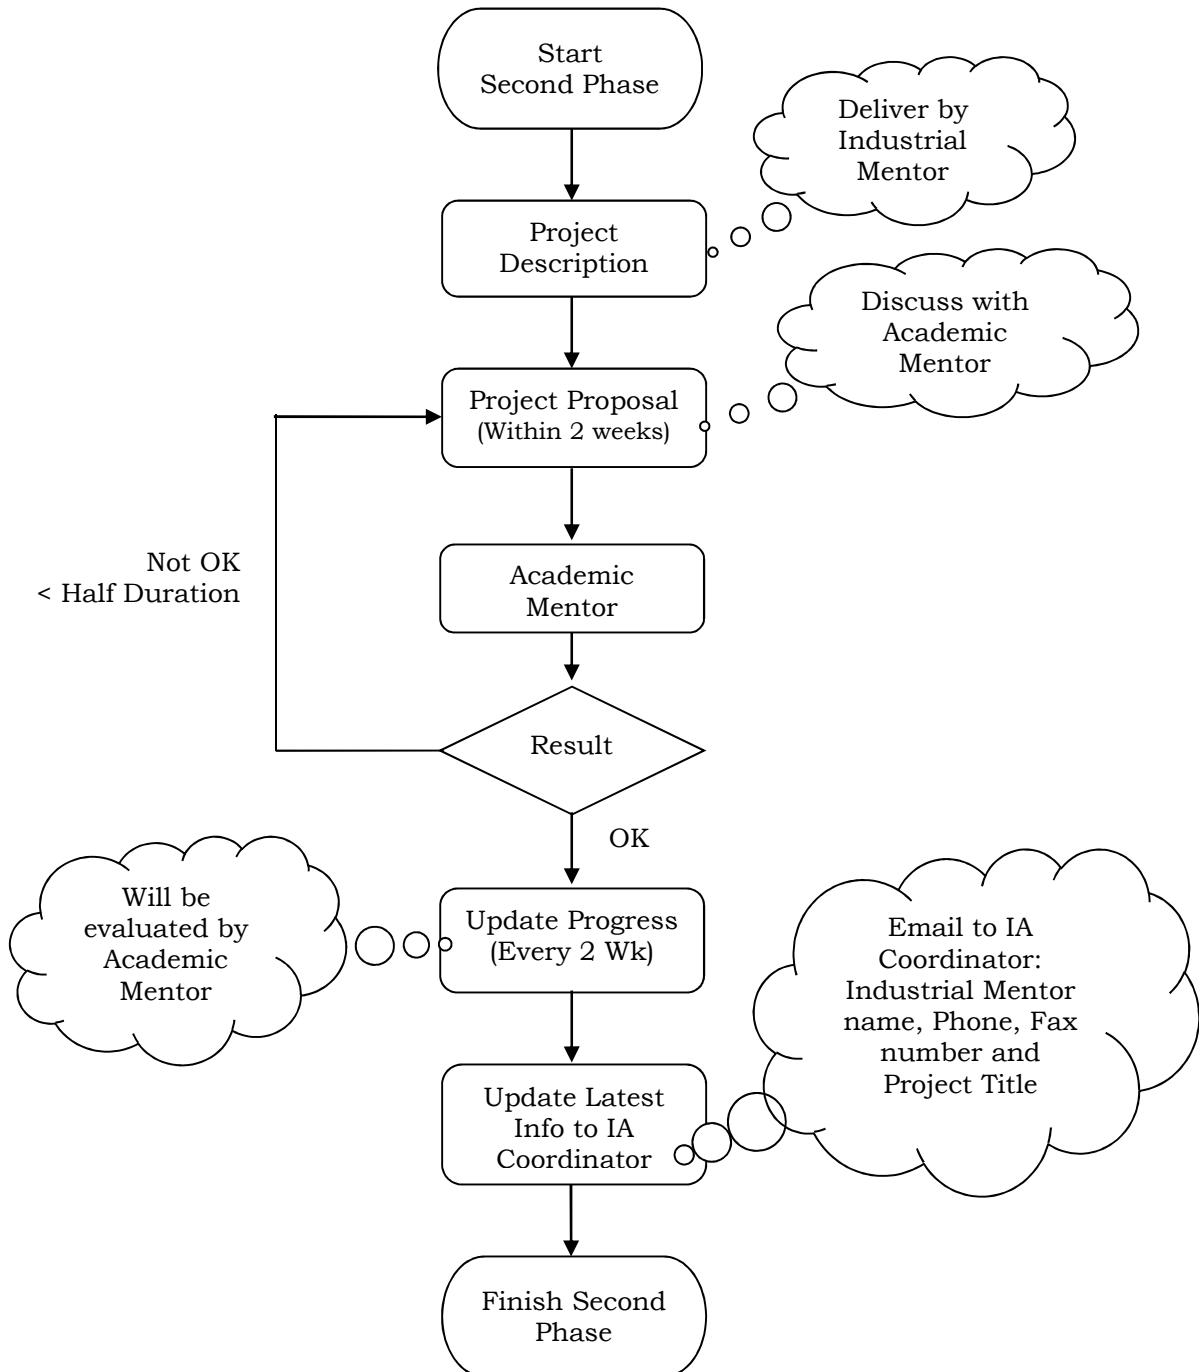 Start
Second Phase
Deliver by
Industrial
Mentor
Project
Description
Discuss with
Academic
Mentor
Project Proposal
(Within 2 weeks)
Not OK
< Half Duration
Academic
Mentor
Result
OK
Will be
evaluated by
Academic
Mentor
Update Progress
(Every 2 Wk)
Email to IA
Coordinator:
Industrial Mentor
name, Phone, Fax
number and
Project Title
Update Latest
Info to IA
Coordinator
Finish Second
Phase